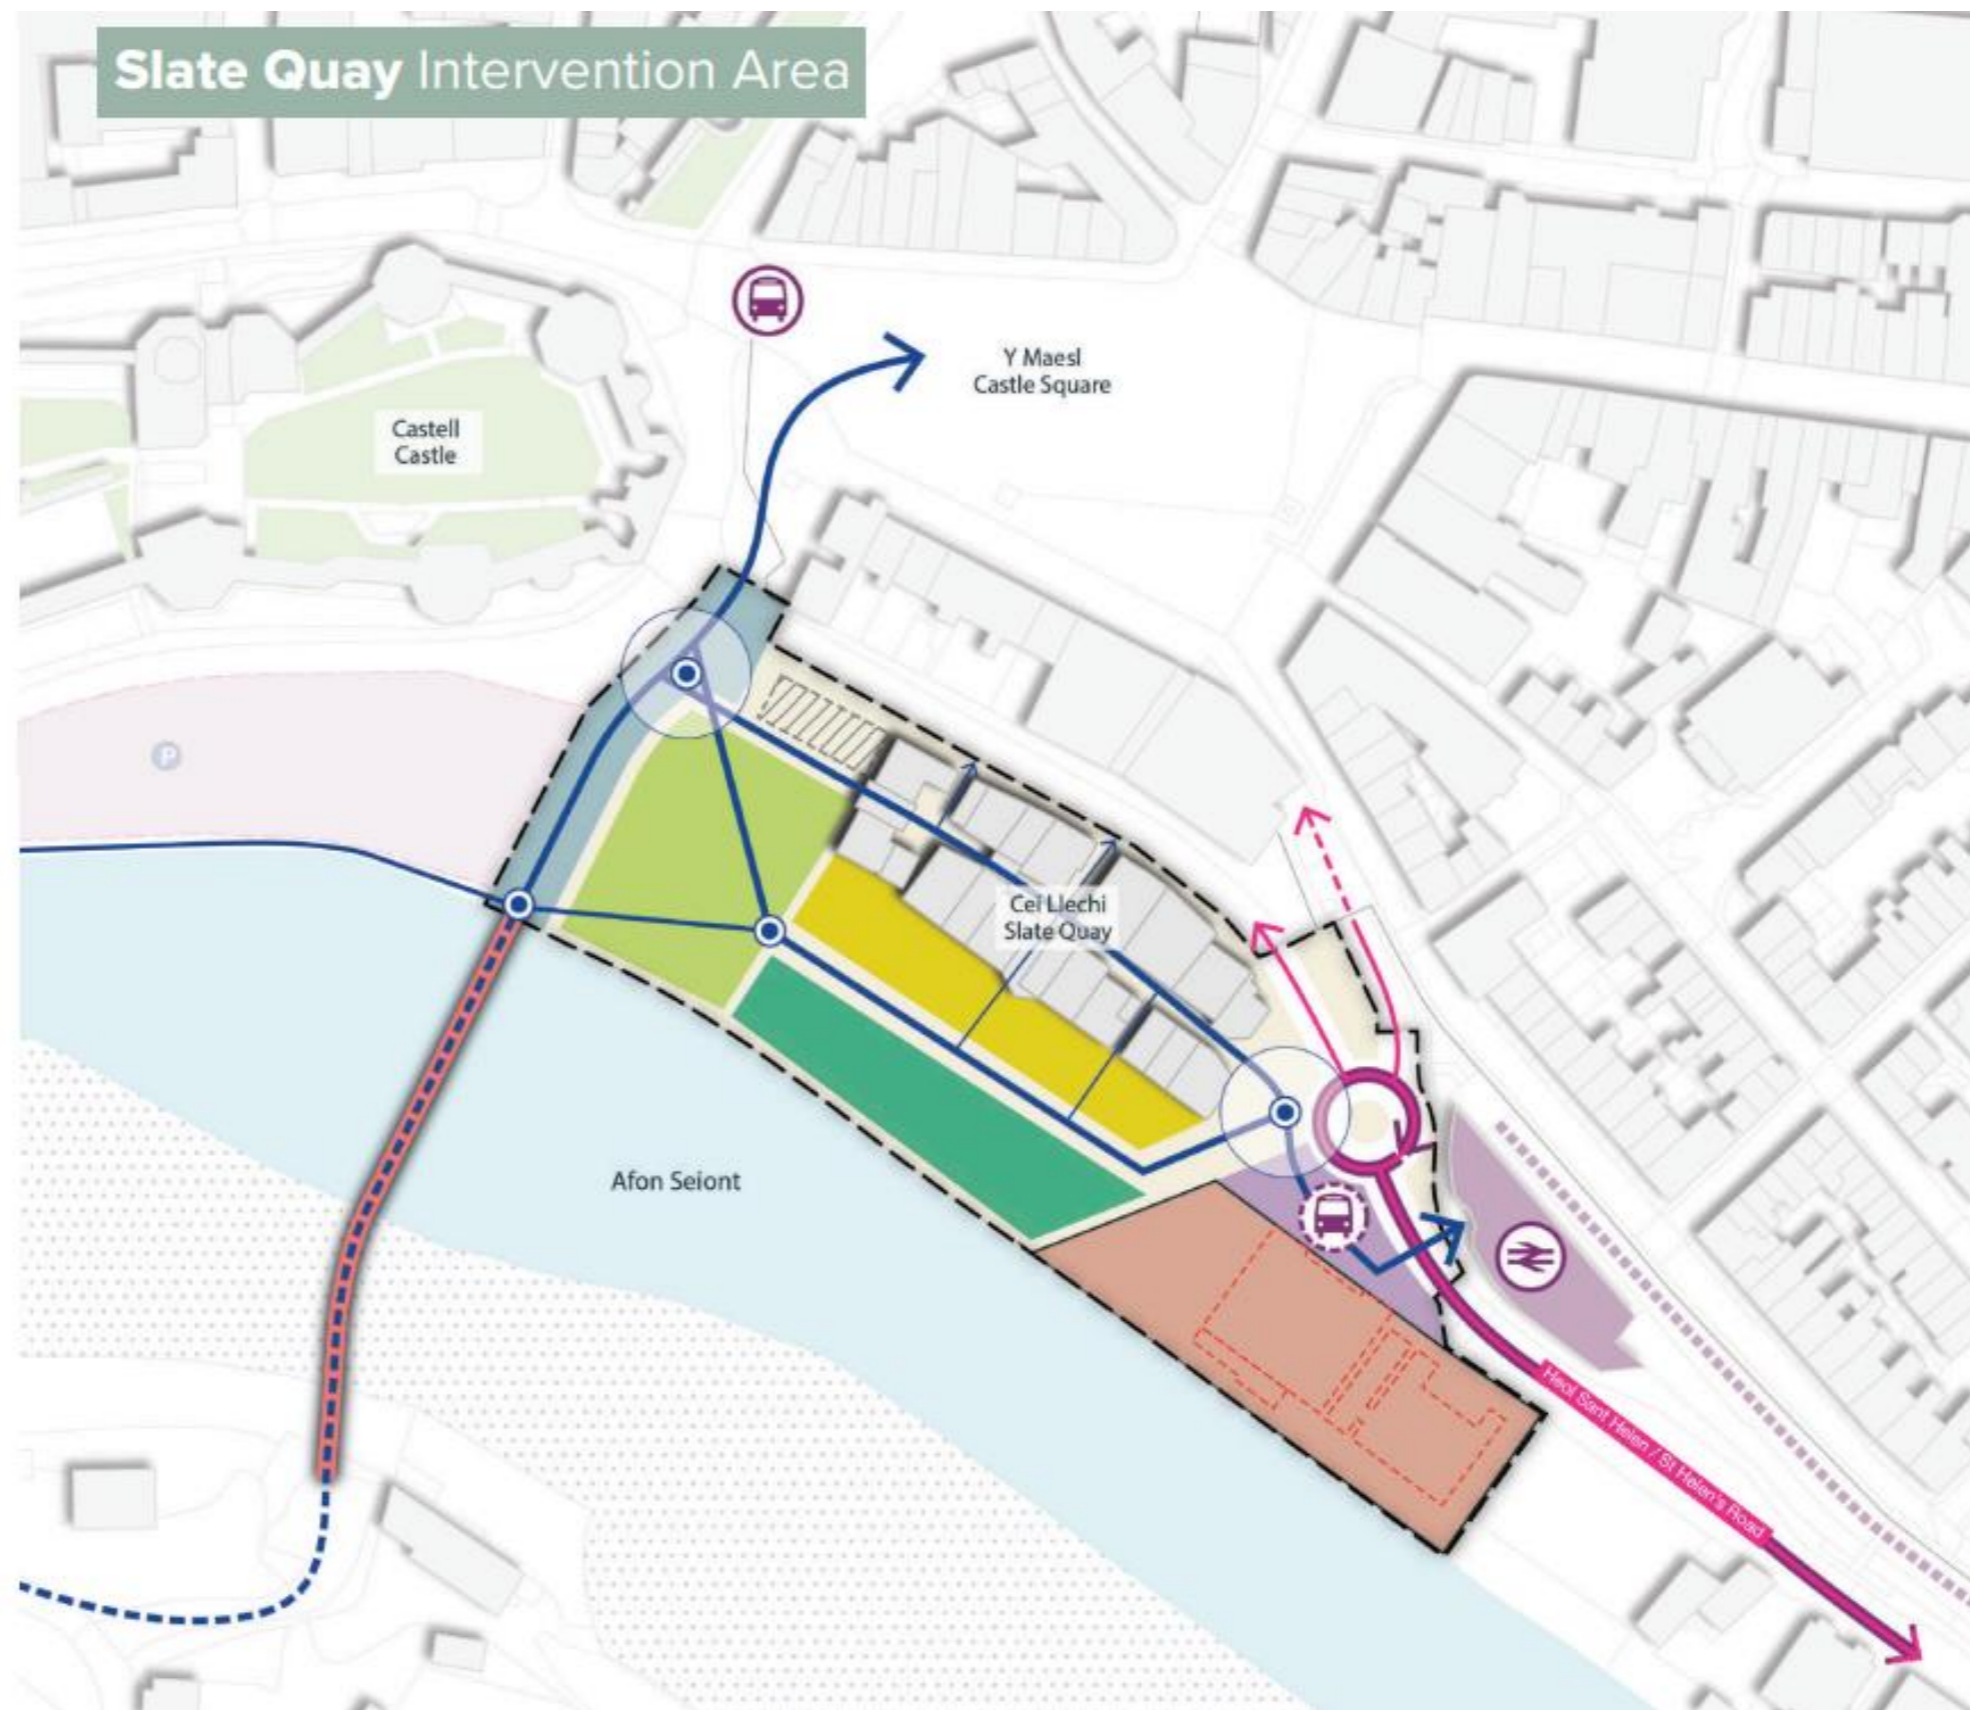 Slate Quay Intervention Area
Y Maesl
Castle Square
Castell
Castle
P
Cei Llechi
Slate Quay
Afon Seiont
Heol Sant Helen / St Helen's Road